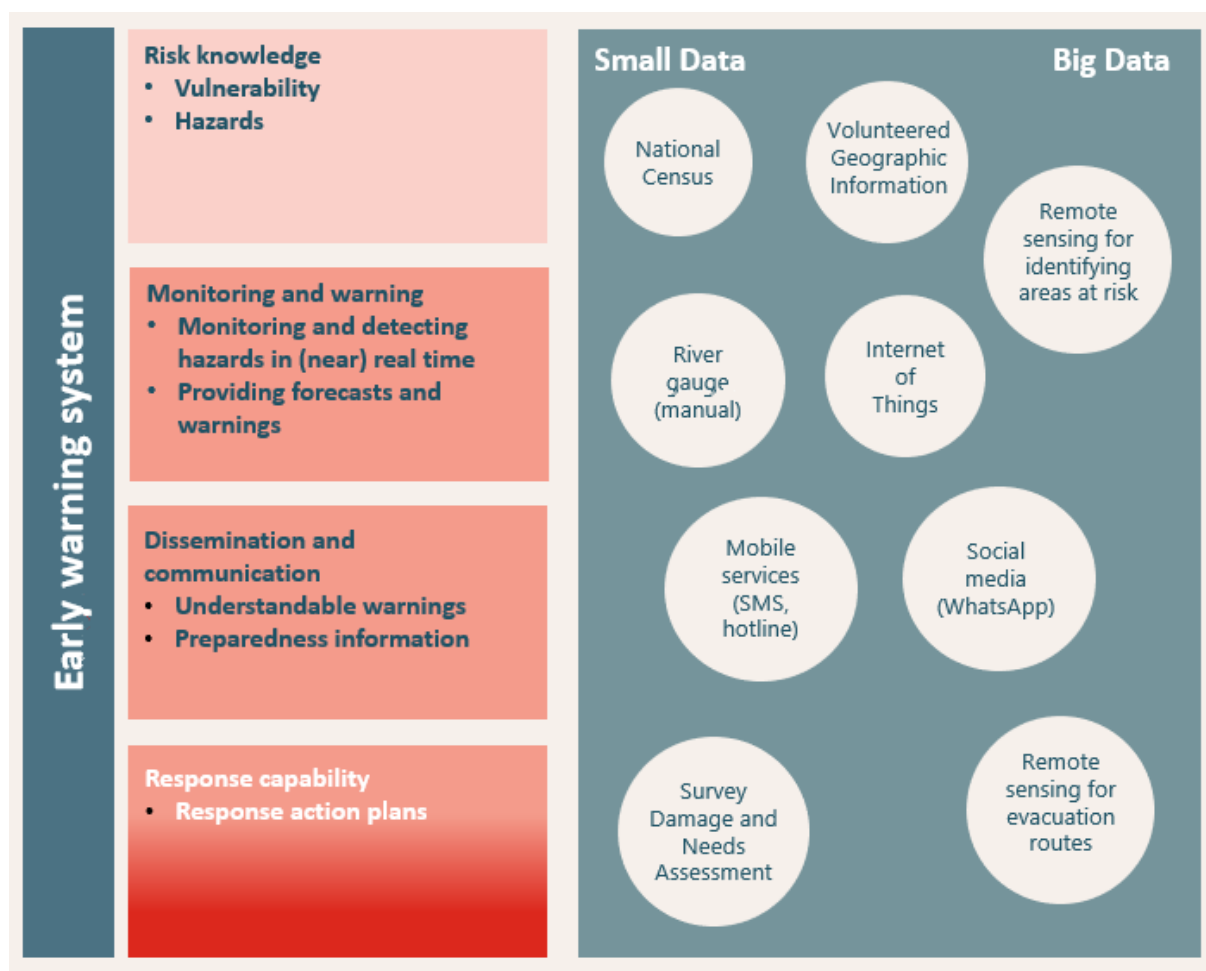 Early warning system
Risk knowledge
• Vulnerability
• Hazards
Monitoring and warning
• Monitoring and detecting
hazards in (near) real time
• Providing forecasts and
warnings
Dissemination and
communication
• Understandable warnings
• Preparedness information
Response capability
• Response action plans
Small Data
Big Data
National
Census
Volunteered
Geographic
Information
Remote
sensing for
identifying
areas at risk
River
gauge
(manual)
Internet
of
Things
Mobile
services
(SMS,
hotline)
Social
media
(WhatsApp)
Survey
Damage and
Needs
Assessment
Remote
sensing for
evacuation
routes